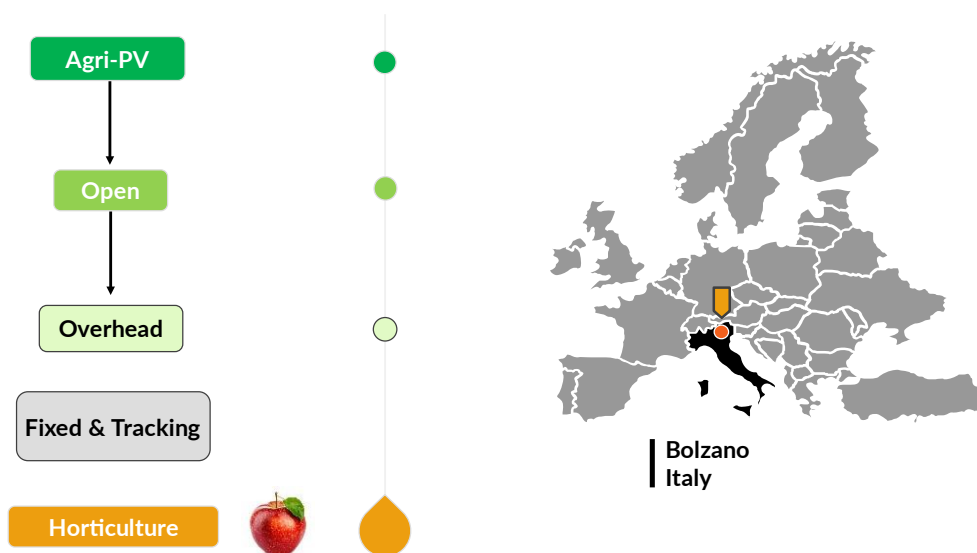 Agri-PV
Open
Overhead
Fixed & Tracking
Horticulture
Bolzano
Italy